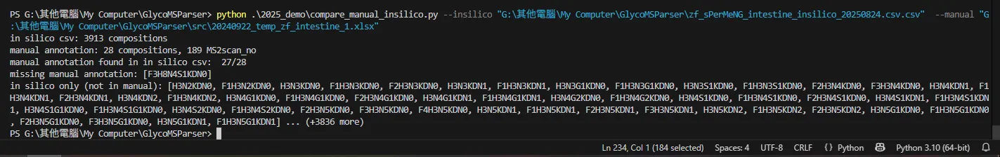 PS G:\其他電腦\My Computer\GlycoMSParser> python .\2025_demo\compare_manual_insilico.py --insilico "G:\其他電腦\My Computer\GlycoMSParser\zf_sPerMeNG_intestine_insilico_20250824.csv.csv"  --manual "G
:\其他電腦\My Computer\GlycoMSParser\src\20240922_temp_zf_intestine_1.xlsx"
in silico csv: 3913 compositions
manual annotation: 28 compositions, 189 MS2scan_no
manual annotation found in in silico csv:  27/28
missing manual annotation: [F3H8N4S1KDN0]
in silico only (not in manual): [H3N2KDN0, F1H3N2KDN0, H3N3KDN0, F1H3N3KDN0, F2H3N3KDN0, H3N3KDN1, F1H3N3KDN1, H3N3G1KDN0, F1H3N3G1KDN0, H3N3S1KDN0, F1H3N3S1KDN0, F2H3N4KDN0, F3H3N4KDN0, H3N4KDN1, F1
H3N4KDN1, F2H3N4KDN1, H3N4KDN2, F1H3N4KDN2, H3N4G1KDN0, F1H3N4G1KDN0, F2H3N4G1KDN0, H3N4G1KDN1, F1H3N4G1KDN1, H3N4G2KDN0, F1H3N4G2KDN0, H3N4S1KDN0, F1H3N4S1KDN0, F2H3N4S1KDN0, H3N4S1KDN1, F1H3N4S1KDN
1, H3N4S1G1KDN0, F1H3N4S1G1KDN0, H3N4S2KDN0, F1H3N4S2KDN0, F2H3N5KDN0, F3H3N5KDN0, F4H3N5KDN0, H3N5KDN1, F1H3N5KDN1, F2H3N5KDN1, F3H3N5KDN1, H3N5KDN2, F1H3N5KDN2, F2H3N5KDN2, H3N5G1KDN0, F1H3N5G1KDN0
, F2H3N5G1KDN0, F3H3N5G1KDN0, H3N5G1KDN1, F1H3N5G1KDN1] ... (+3836 more)
PS G:\其他電腦\My Computer\GlycoMSParser>
Ln 234, Col 1 (184 selected) Spaces: 4 UTF-8 CRLF {} Python Python 3.10 (64-bit)